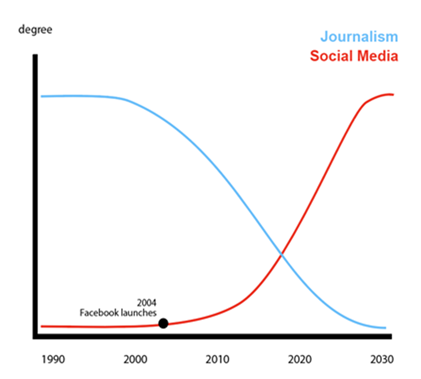 degree
Journalism
Social Media
2004
Facebook launches
1990 2000 2010 2020 2030